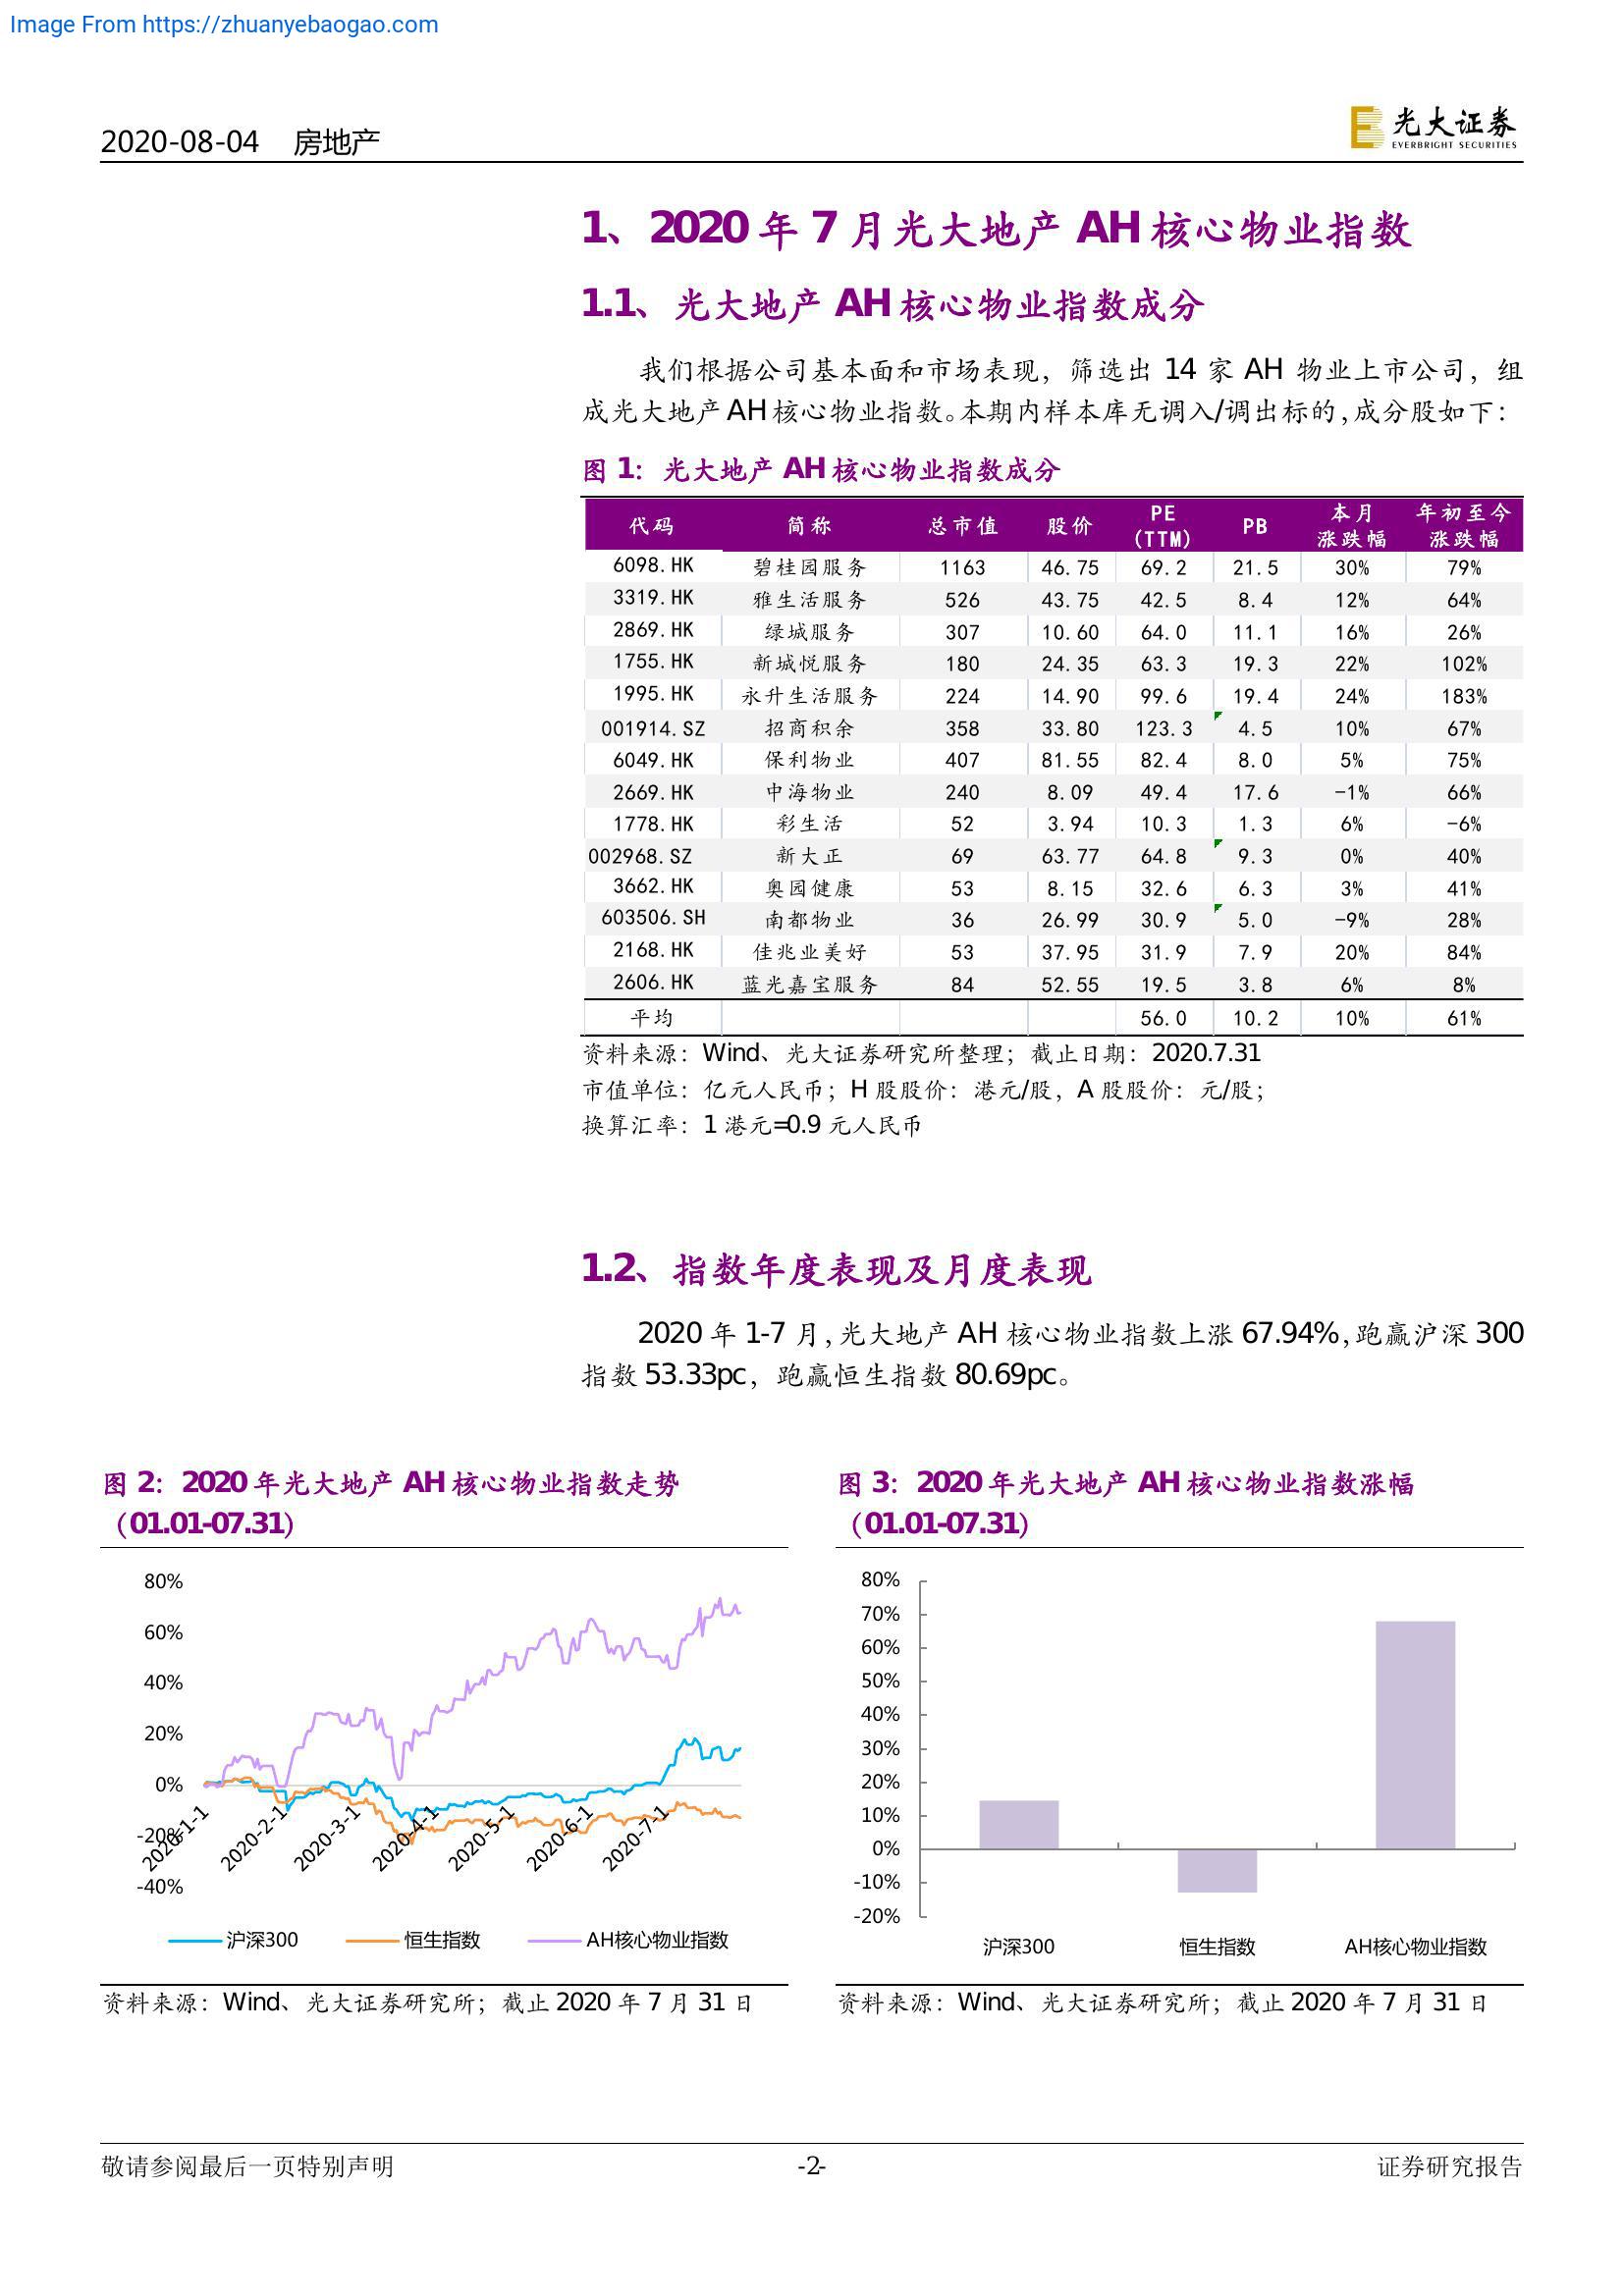 Image From https://zhuanyebaogao.com
2020-08-04 房地产
光大证券
EVERBRIGHT SECURITIES
1、2020 年 7 月光大地产 AH 核心物业指数
1.1、光大地产 AH 核心物业指数成分
我们根据公司基本面和市场表现，筛选出 14 家 AH 物业上市公司，组
成光大地产 AH 核心物业指数。本期内样本库无调入/调出标的，成分股如下：
图 1：光大地产 AH 核心物业指数成分
代码 简称 总市值 股价 PE (TTM) PB 本月涨跌幅 年初至今涨跌幅
6098.HK 碧桂园服务 1163 46.75 69.2 21.5 30% 79%
3319.HK 雅生活服务 526 43.75 42.5 8.4 12% 64%
2869.HK 绿城服务 307 10.60 64.0 11.1 16% 26%
1755.HK 新城悦服务 180 24.35 63.3 19.3 22% 102%
1995.HK 永升生活服务 224 14.90 99.6 19.4 24% 183%
001914.SZ 招商积余 358 33.80 123.3 4.5 10% 67%
6049.HK 保利物业 407 81.55 82.4 8.0 5% 75%
2669.HK 中海物业 240 8.09 49.4 17.6 -1% 66%
1778.HK 彩生活 52 3.94 10.3 1.3 6% -6%
002968.SZ 新大正 69 63.77 64.8 9.3 0% 40%
3662.HK 奥园健康 53 8.15 32.6 6.3 3% 41%
603506.SH 南都物业 36 26.99 30.9 5.0 -9% 28%
2168.HK 佳兆业美好 53 37.95 31.9 7.9 20% 84%
2606.HK 蓝光嘉宝服务 84 52.55 19.5 3.8 6% 8%
平均 56.0 10.2 10% 61%
资料来源：Wind、光大证券研究所整理；截止日期：2020.7.31
市值单位：亿元人民币；H 股股价：港元/股，A 股股价：元/股；
换算汇率：1 港元=0.9 元人民币
1.2、指数年度表现及月度表现
2020 年 1-7 月，光大地产 AH 核心物业指数上涨 67.94%，跑赢沪深 300
指数 53.33pc，跑赢恒生指数 80.69pc。
图 2：2020 年光大地产 AH 核心物业指数走势
（01.01-07.31）
80%
60%
40%
20%
0%
-20%
-40%
2020-1-1 2020-2-1 2020-3-1 2020-4-1 2020-5-1 2020-6-1 2020-7-1
沪深300 恒生指数 AH核心物业指数
资料来源：Wind、光大证券研究所；截止 2020 年 7 月 31 日
图 3：2020 年光大地产 AH 核心物业指数涨幅
（01.01-07.31）
80%
70%
60%
50%
40%
30%
20%
10%
0%
-10%
-20%
沪深300 恒生指数 AH核心物业指数
资料来源：Wind、光大证券研究所；截止 2020 年 7 月 31 日
敬请参阅最后一页特别声明 -2- 证券研究报告